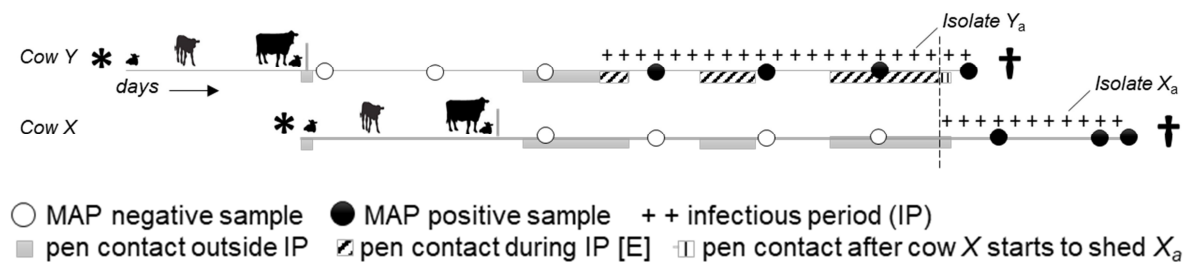 Isolate Yₐ
Cow Y * + + + + + + + + + + + + + + + + + + + + + + + + + + + +
days
Isolate Xₐ
Cow X * + + + + + + + + + + +
MAP negative sample MAP positive sample + + infectious period (IP)
pen contact outside IP pen contact during IP [E] pen contact after cow X starts to shed Xₐ